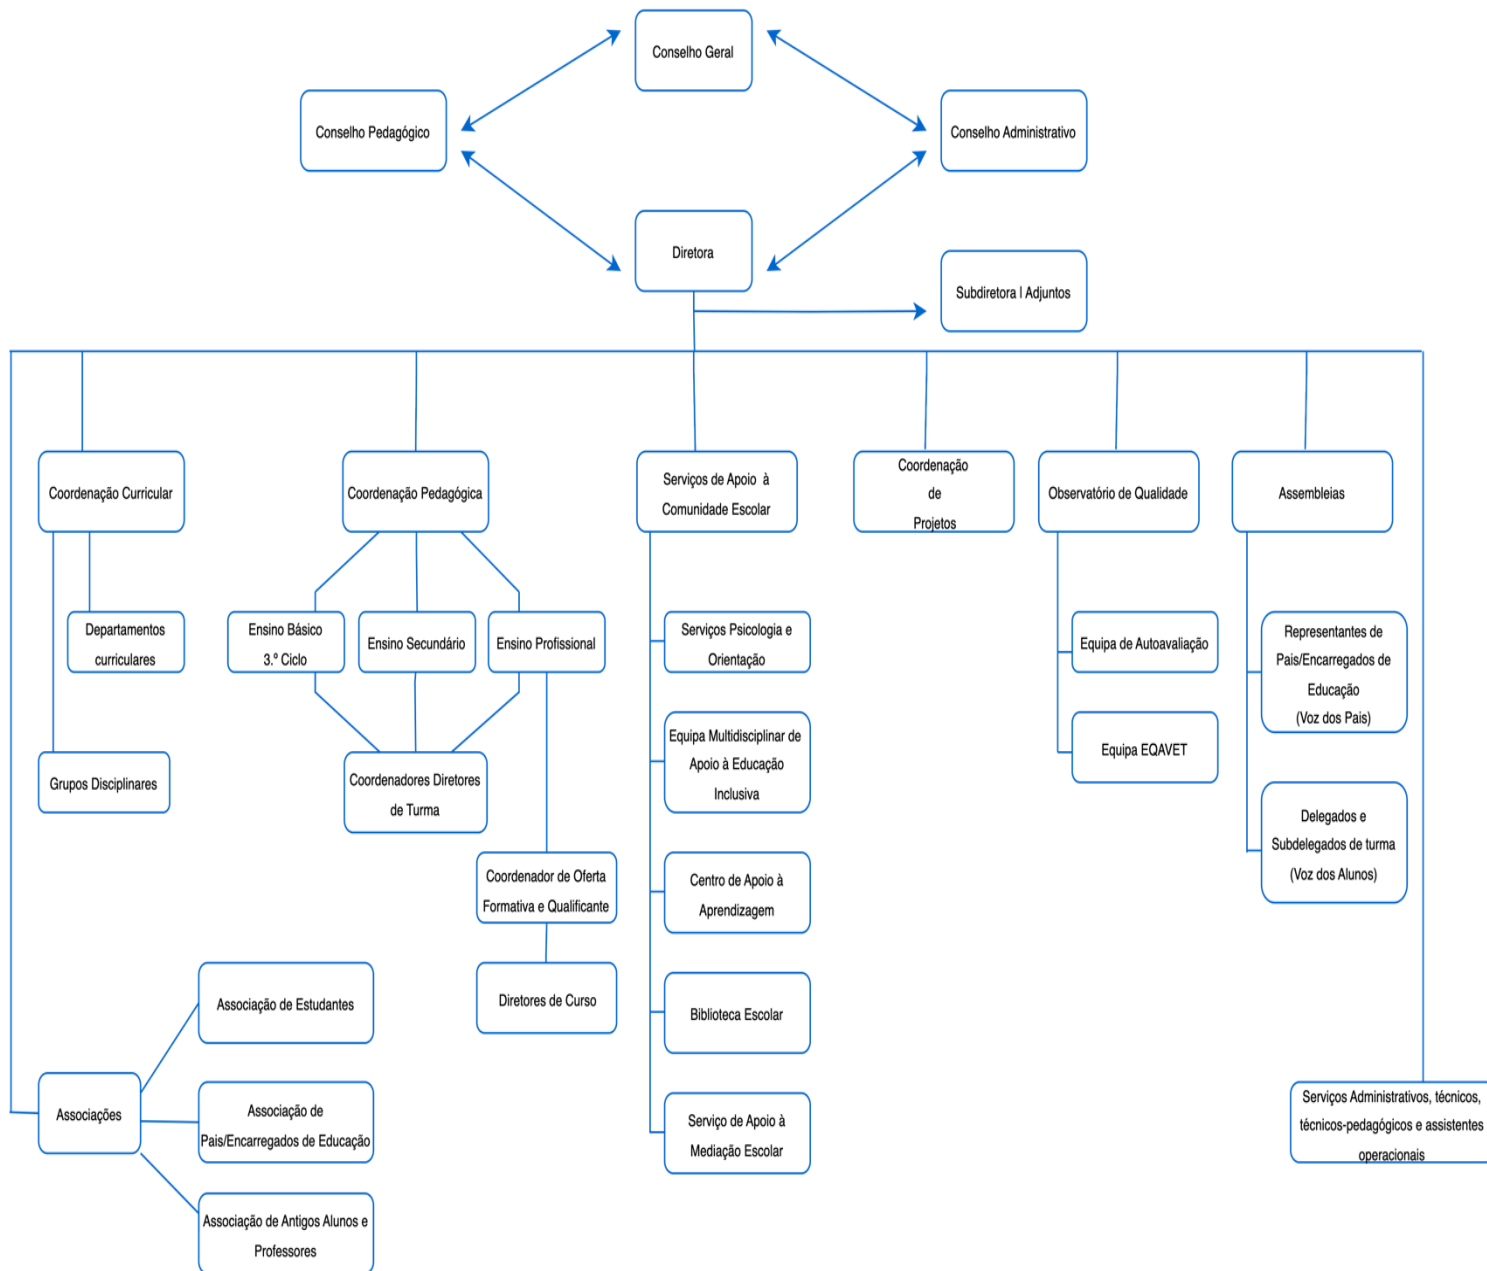 Conselho Geral
Conselho Pedagógico
Conselho Administrativo
Diretora
Subdiretora | Adjuntos
Coordenação Curricular
Departamentos
curriculares
Grupos Disciplinares
Coordenação Pedagógica
Ensino Básico
3.º Ciclo
Ensino Secundário
Ensino Profissional
Coordenadores Diretores
de Turma
Coordenador de Oferta
Formativa e Qualificante
Diretores de Curso
Serviços de Apoio à
Comunidade Escolar
Serviços Psicologia e
Orientação
Equipa Multidisciplinar de
Apoio à Educação
Inclusiva
Centro de Apoio à
Aprendizagem
Biblioteca Escolar
Serviço de Apoio à
Mediação Escolar
Coordenação
de
Projetos
Observatório de Qualidade
Equipa de Autoavaliação
Equipa EQAVET
Assembleias
Representantes de
Pais/Encarregados de
Educação
(Voz dos Pais)
Delegados e
Subdelegados de turma
(Voz dos Alunos)
Associações
Associação de Estudantes
Associação de
Pais/Encarregados de Educação
Associação de Antigos Alunos e
Professores
Serviços Administrativos, técnicos,
técnicos-pedagógicos e assistentes
operacionais